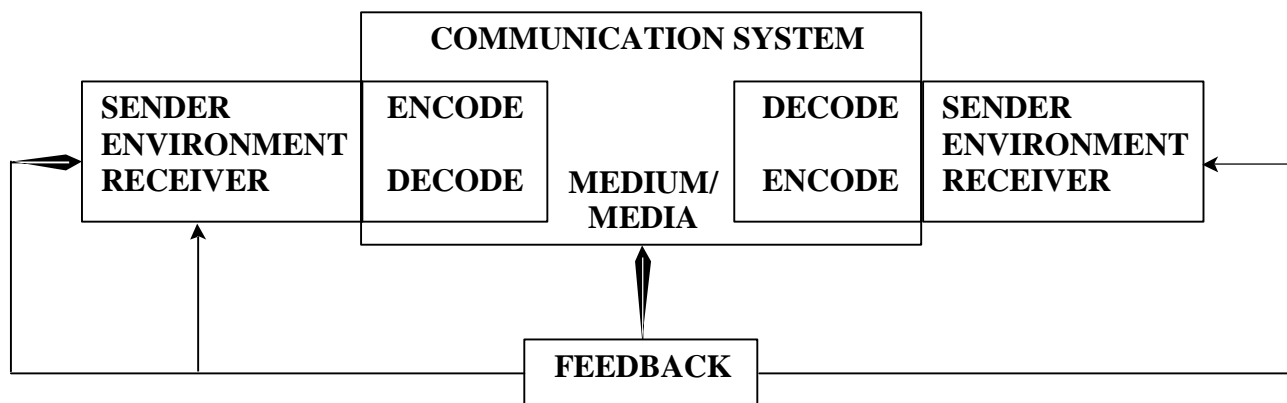 COMMUNICATION SYSTEM
SENDER
ENVIRONMENT
RECEIVER
ENCODE
DECODE
MEDIUM/
MEDIA
DECODE
ENCODE
SENDER
ENVIRONMENT
RECEIVER
FEEDBACK